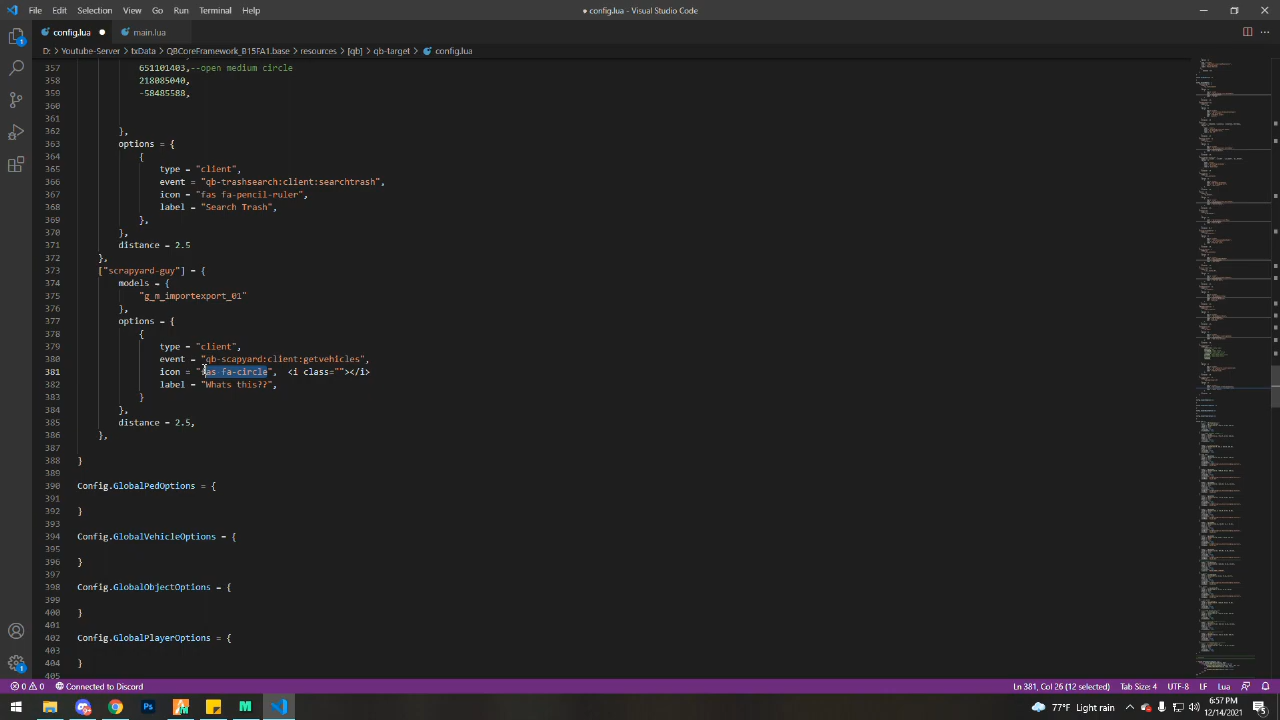 File Edit Selection View Go Run Terminal Help
● config.lua - Visual Studio Code
config.lua ● main.lua
D: > Youtube-Server > txData > QBCoreFramework_B15FA1.base > resources > [qb] > qb-target > config.lua
357 651101403,--open medium circle
358 218085040,
359 -58485588,
360
361
362 },
363 options = {
364 {
365 type = "client",
366 event = "qb-trashsearch:client:searchtrash",
367 icon = "fas fa-pencil-ruler",
368 label = "Search Trash",
369 },
370 },
371 distance = 2.5
372 },
373 ["scrapyard-guy"] = {
374 models = {
375 "g_m_importexport_01"
376 },
377 options = {
378 {
379 type = "client",
380 event = "qb-scapyard:client:getvehicles",
381 icon = "fas fa-circle", <i class=""></i>
382 label = "Whats this??",
383 }
384 },
385 distance = 2.5,
386 },
387
388 }
389
390 Config.GlobalPedOptions = {
391
392 }
393
394 Config.GlobalVehicleOptions = {
395
396 }
397
398 Config.GlobalObjectOptions = {
399
400 }
401
402 Config.GlobalPlayerOptions = {
403
404 }
405
0 0 Connected to Discord
Ln 381, Col 26 (12 selected) Tab Size: 4 UTF-8 LF Lua
Light rain
6:57 PM
12/14/2021